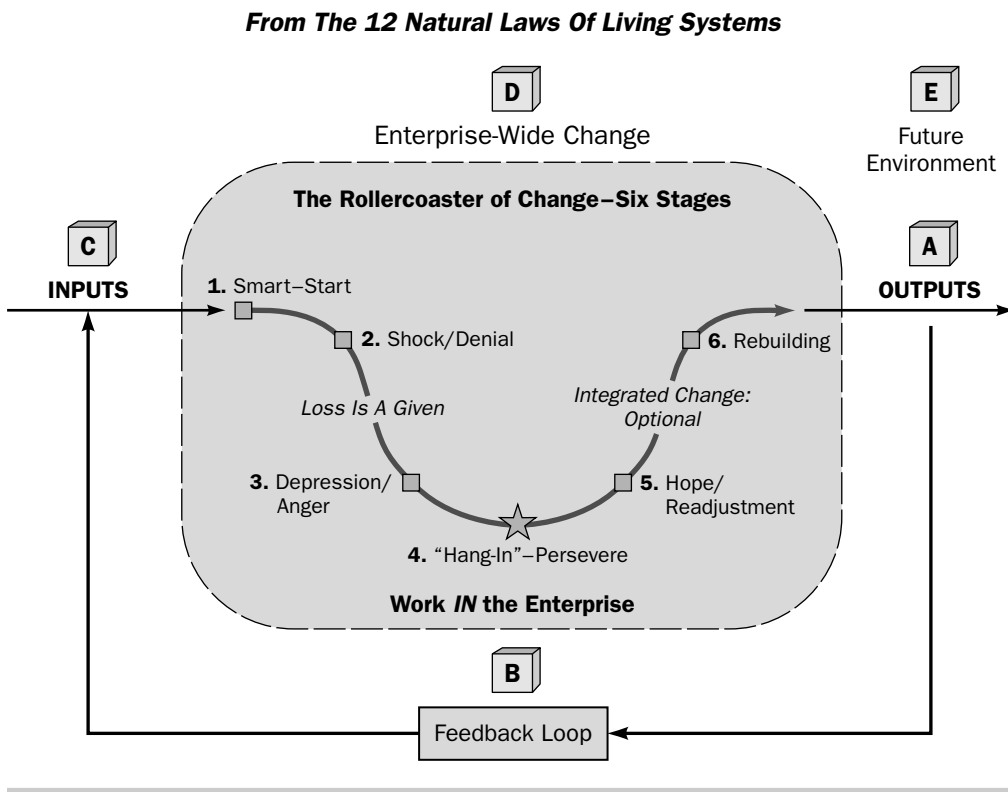 From The 12 Natural Laws Of Living Systems
D
Enterprise-Wide Change
E
Future
Environment
The Rollercoaster of Change–Six Stages
C
INPUTS
A
OUTPUTS
1. Smart–Start
2. Shock/Denial
6. Rebuilding
Loss Is A Given
Integrated Change:
Optional
3. Depression/
Anger
5. Hope/
Readjustment
4. “Hang-In”–Persevere
Work IN the Enterprise
B
Feedback Loop